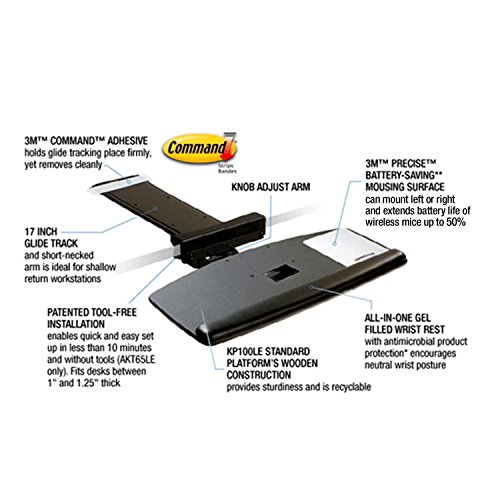 3M™ COMMAND™ ADHESIVE
holds glide tracking place firmly,
yet removes cleanly
Command
Strips
Bandes
KNOB ADJUST ARM
3M™ PRECISE™
BATTERY-SAVING**
MOUSING SURFACE
can mount left or right
and extends battery life of
wireless mice up to 50%
17 INCH
GLIDE TRACK
and short-necked
arm is ideal for shallow
return workstations
PATENTED TOOL-FREE
INSTALLATION
enables quick and easy set
up in less than 10 minutes
and without tools (AKT65LE
only). Fits desks between
1" and 1.25" thick
KP100LE STANDARD
PLATFORM'S WOODEN
CONSTRUCTION
provides sturdiness and is recyclable
ALL-IN-ONE GEL
FILLED WRIST REST
with antimicrobial product
protection* encourages
neutral wrist posture